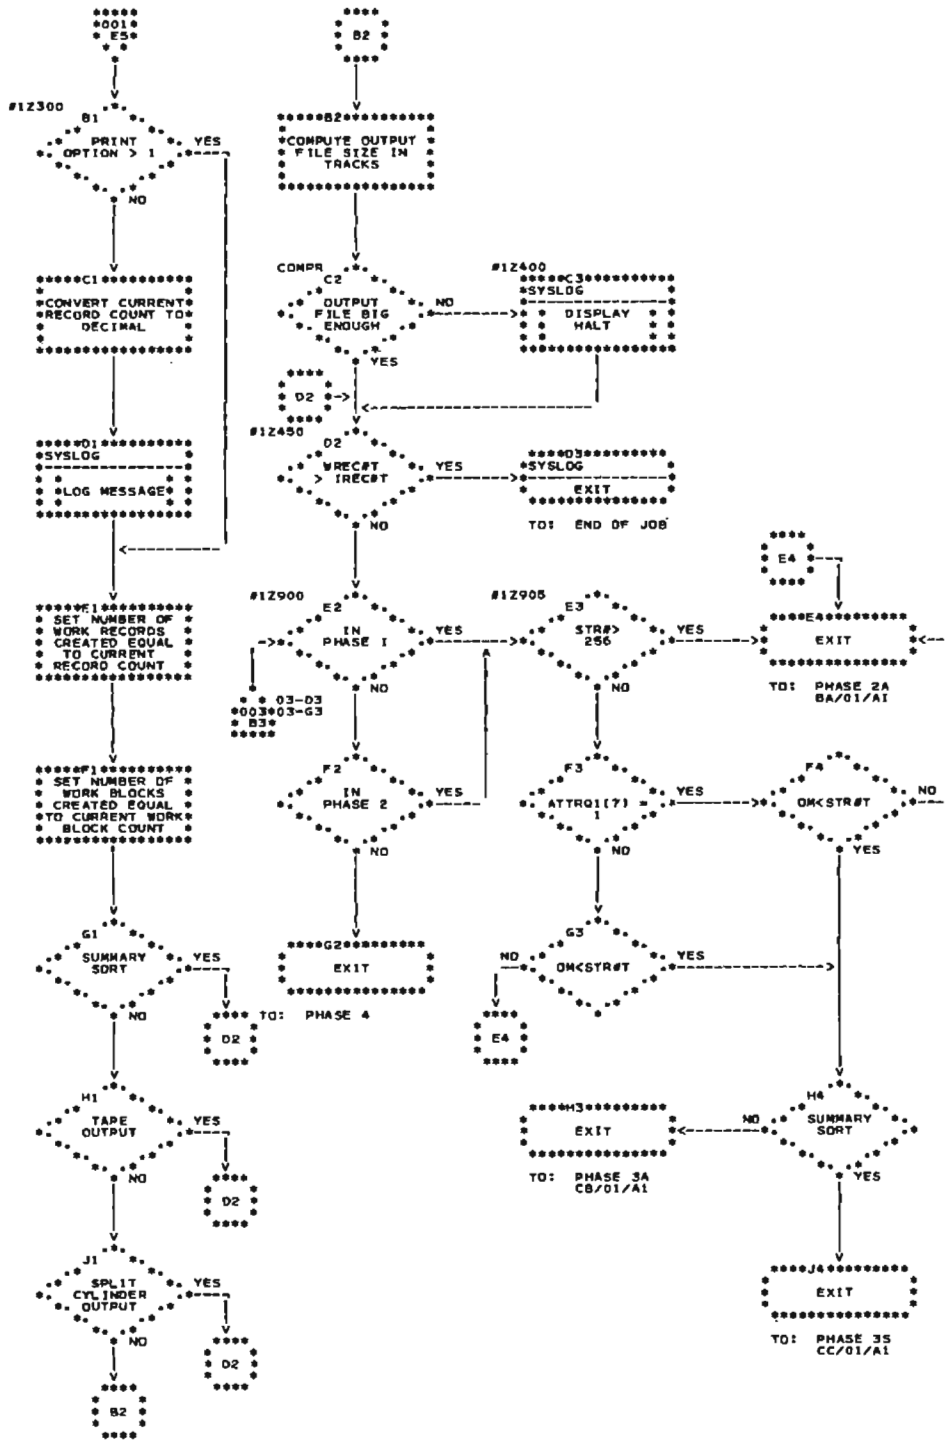 001
E5
#1Z300
B1
PRINT
OPTION > 1
YES
NO
C1
CONVERT CURRENT
RECORD COUNT TO
DECIMAL
D1
SYSLOG
LOG MESSAGE
E1
SET NUMBER OF
WORK RECORDS
CREATED EQUAL
TO CURRENT
RECORD COUNT
F1
SET NUMBER OF
WORK BLOCKS
CREATED EQUAL
TO CURRENT WORK
BLOCK COUNT
G1
SUMMARY
SORT
YES
NO
D2
H1
TAPE
OUTPUT
YES
NO
D2
J1
SPLIT
CYLINDER
OUTPUT
YES
NO
D2
B2
B2
B2
COMPUTE OUTPUT
FILE SIZE IN
TRACKS
COMPR
C2
OUTPUT
FILE BIG
ENOUGH
NO
YES
#1Z400
C3
SYSLOG
DISPLAY
HALT
D2
#1Z450
D2
WREC#T
> IREC#T
YES
NO
D3
SYSLOG
EXIT
TO: END OF JOB
#1Z900
E2
IN
PHASE 1
YES
NO
003
B3
03-D3
03-G3
F2
IN
PHASE 2
YES
NO
G2
EXIT
TO: PHASE 4
#1Z905
E3
STR#>
256
YES
NO
E4
E4
EXIT
TO: PHASE 2A
BA/01/A1
F3
ATTRQ1(7) =
1
YES
NO
F4
OM<STR#T
NO
YES
G3
OM<STR#T
NO
YES
E4
H4
SUMMARY
SORT
NO
YES
H3
EXIT
TO: PHASE 3A
CB/01/A1
J4
EXIT
TO: PHASE 3S
CC/01/A1